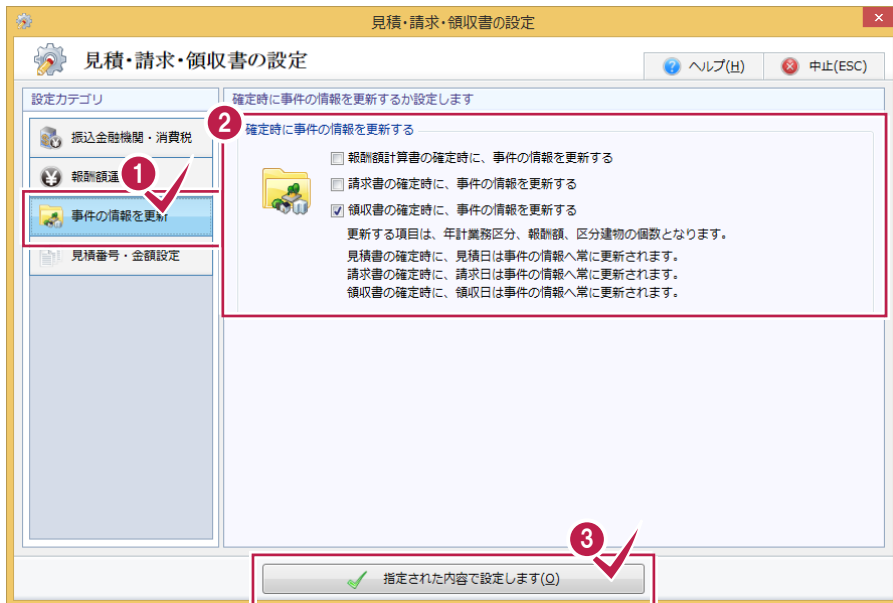 見積・請求・領収書の設定
×
見積・請求・領収書の設定
ヘルプ(H)
中止(ESC)
設定カテゴリ
振込金融機関・消費税
報酬額
事件の情報を更新
見積番号・金額設定
1
確定時に事件の情報を更新するか設定します
2
確定時に事件の情報を更新する
報酬額計算書の確定時に、事件の情報を更新する
請求書の確定時に、事件の情報を更新する
領収書の確定時に、事件の情報を更新する
更新する項目は、年計業務区分、報酬額、区分建物の個数となります。
見積書の確定時に、見積日は事件の情報へ常に更新されます。
請求書の確定時に、請求日は事件の情報へ常に更新されます。
領収書の確定時に、領収日は事件の情報へ常に更新されます。
3
指定された内容で設定します(O)